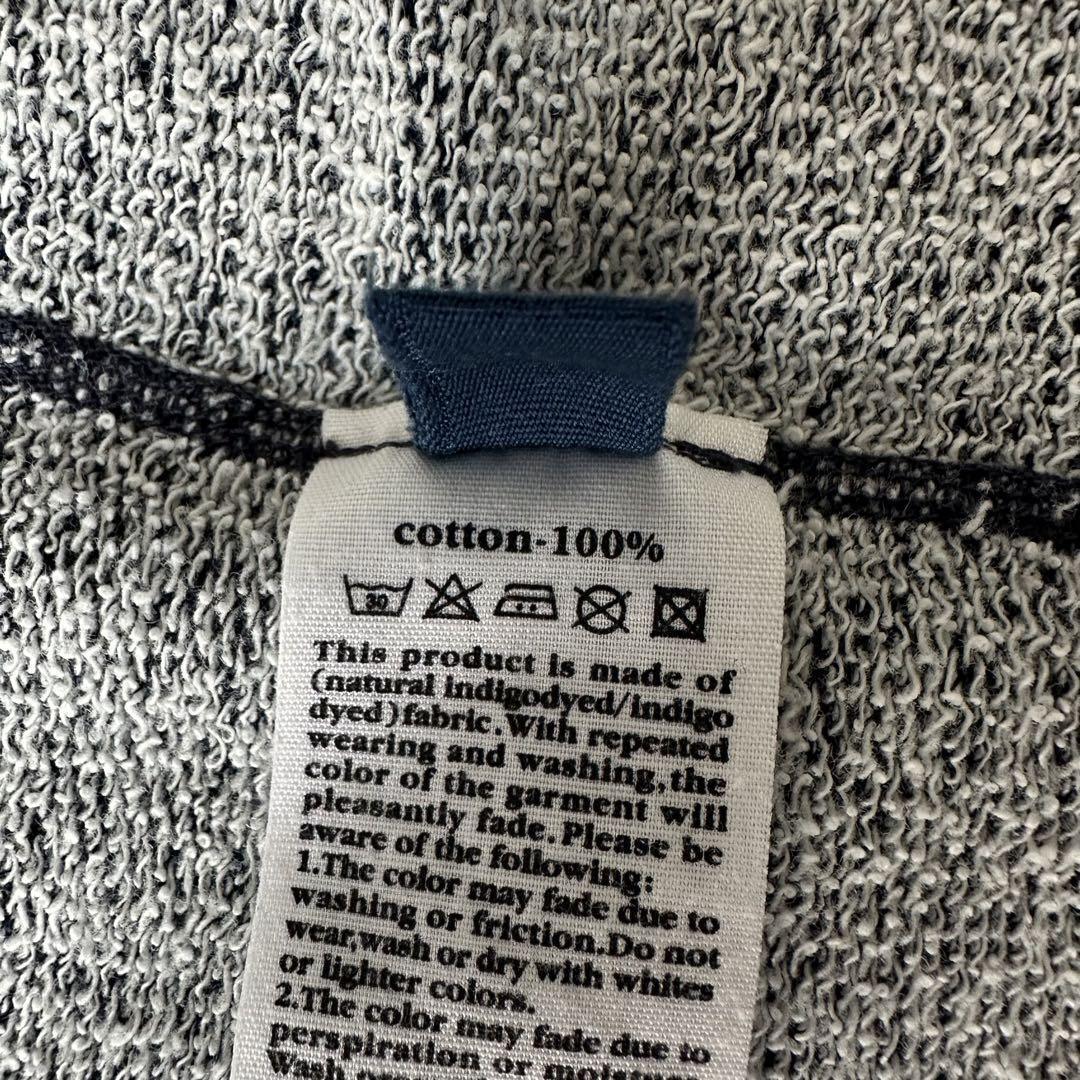 cotton-100%
30
This product is made of
(natural indigodyed/indigo
dyed)fabric.With repeated
wearing and washing,the
color of the garment will
pleasantly fade.Please be
aware of the following:
1.The color may fade due to
washing or friction.Do not
wear,wash or dry with whites
or lighter colors.
2.The color may fade due to
perspiration or moisture
Wash